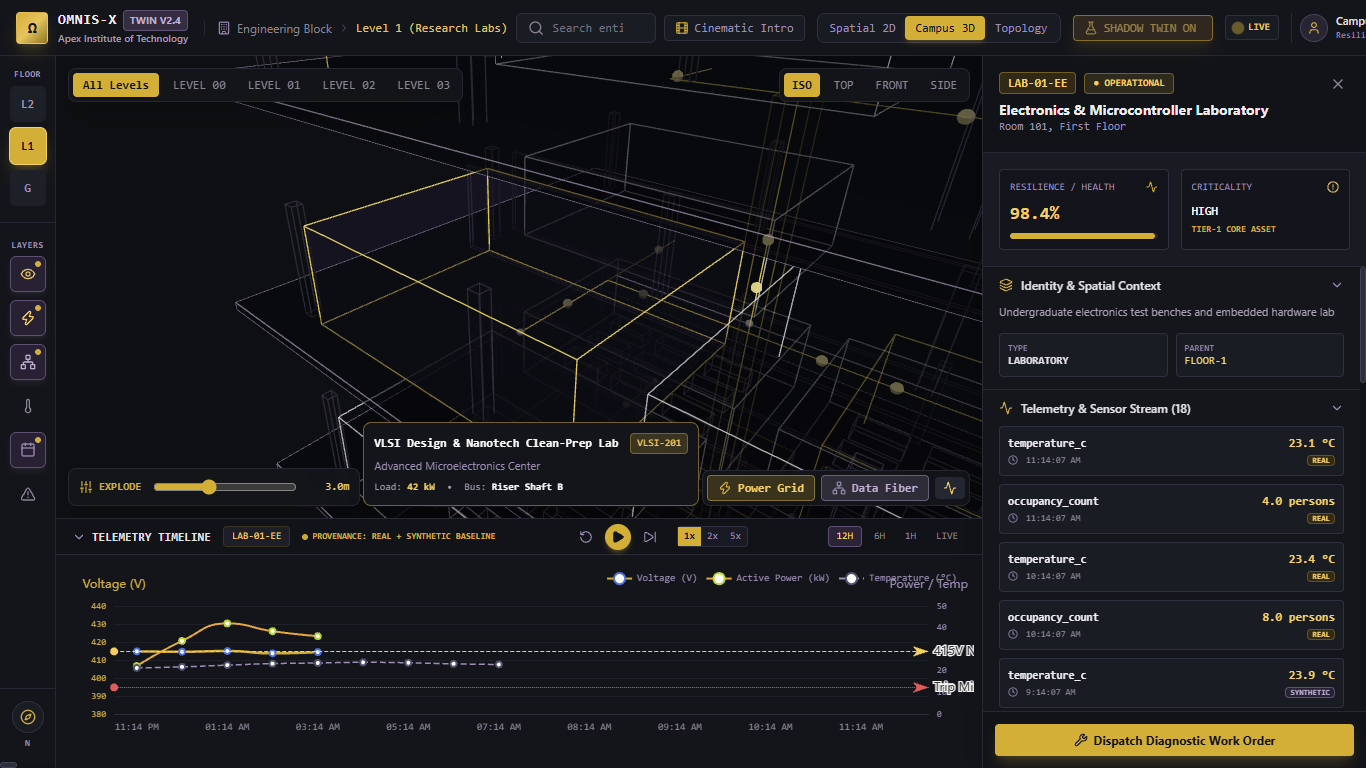 Ω
OMNIS-X TWIN V2.4
Apex Institute of Technology
Engineering Block > Level 1 (Research Labs)
Search enti
Cinematic Intro
Spatial 2D Campus 3D Topology
SHADOW TWIN ON
LIVE
Camp
Resili
FLOOR
L2
L1
G
LAYERS
N
All Levels LEVEL 00 LEVEL 01 LEVEL 02 LEVEL 03
ISO TOP FRONT SIDE
VLSI Design & Nanotech Clean-Prep Lab VLSI-201
Advanced Microelectronics Center
Load: 42 kW • Bus: Riser Shaft B
EXPLODE 3.0m
Power Grid Data Fiber
TELEMETRY TIMELINE LAB-01-EE PROVENANCE: REAL + SYNTHETIC BASELINE
1x 2x 5x
12H 6H 1H LIVE
Voltage (V) Active Power (kW) Temperature (°C)
Voltage (V)
Power / Temp
440 50
430 40
420
410 415V N
400 20
390 10 Trip Mi
380 0
11:14 PM 01:14 AM 03:14 AM 05:14 AM 07:14 AM 08:14 AM 09:14 AM 10:14 AM 11:14 AM
LAB-01-EE OPERATIONAL
Electronics & Microcontroller Laboratory
Room 101, First Floor
RESILIENCE / HEALTH
98.4%
CRITICALITY
HIGH
TIER-1 CORE ASSET
Identity & Spatial Context
Undergraduate electronics test benches and embedded hardware lab
TYPE
LABORATORY
PARENT
FLOOR-1
Telemetry & Sensor Stream (18)
temperature_c 23.1 °C
11:14:07 AM REAL
occupancy_count 4.0 persons
11:14:07 AM REAL
temperature_c 23.4 °C
10:14:07 AM REAL
occupancy_count 8.0 persons
10:14:07 AM REAL
temperature_c 23.9 °C
9:14:07 AM SYNTHETIC
Dispatch Diagnostic Work Order